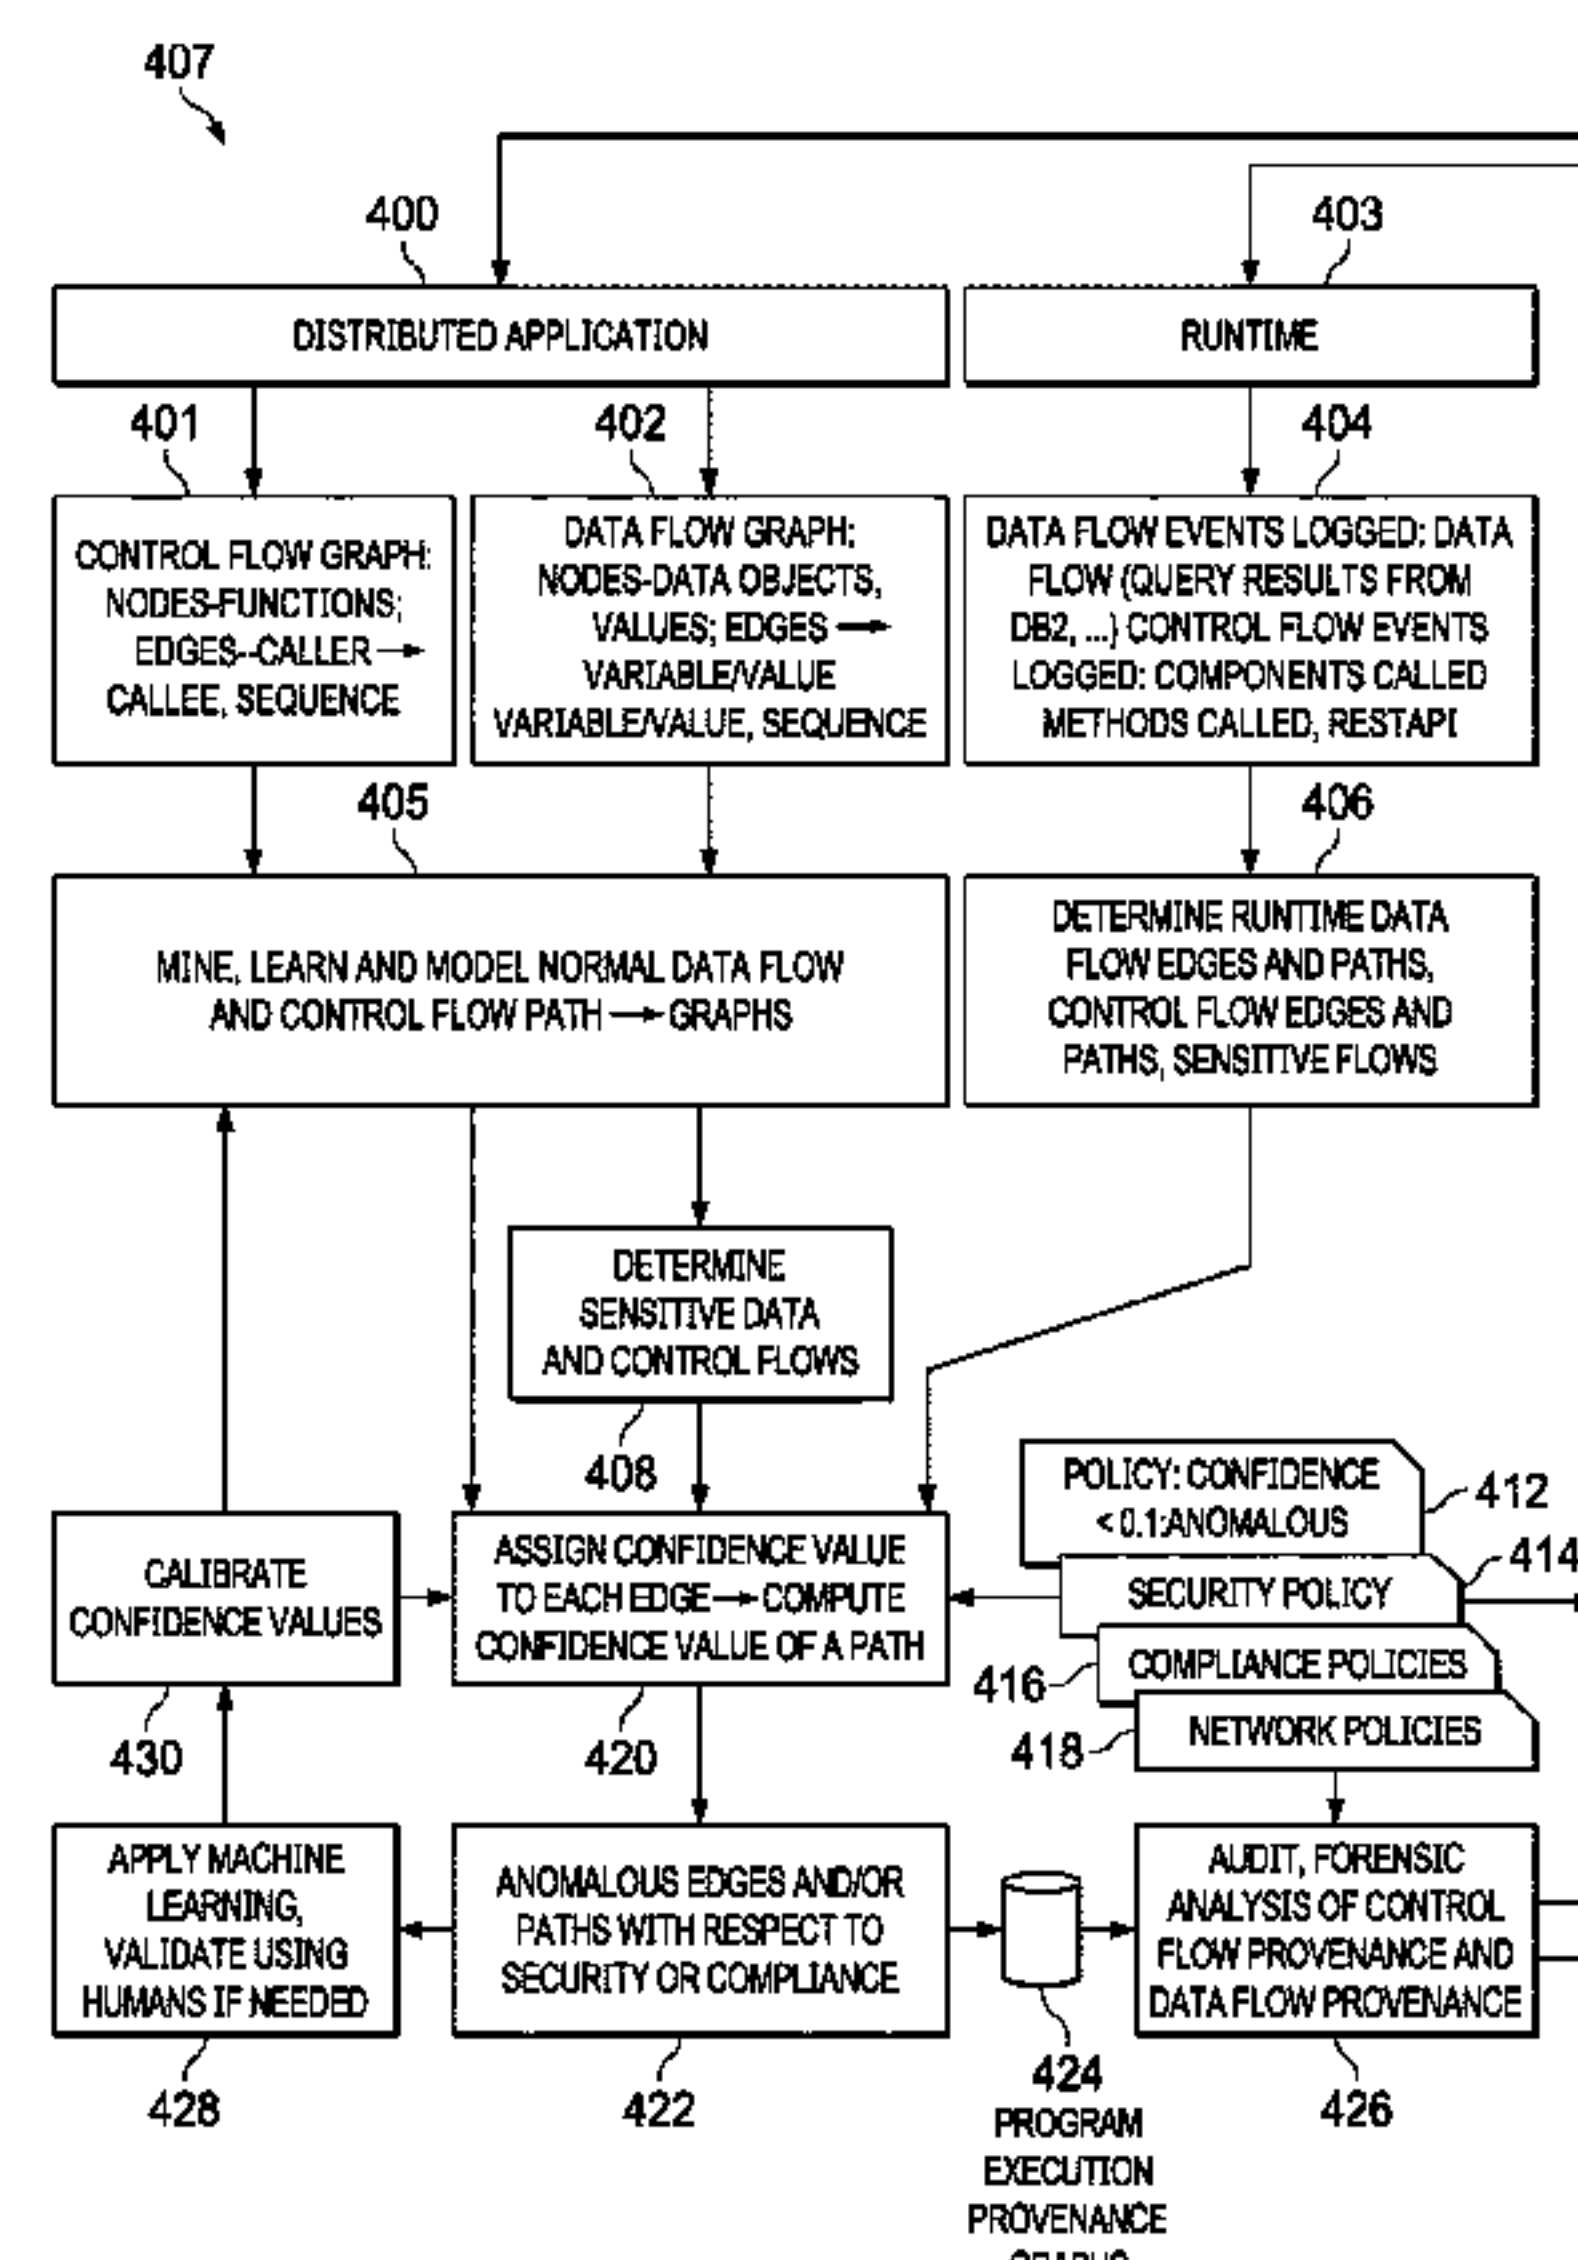 407
400
403
DISTRIBUTED APPLICATION
RUNTIME
401
402
404
CONTROL FLOW GRAPH:
NODES-FUNCTIONS;
EDGES--CALLER →
CALLEE, SEQUENCE
DATA FLOW GRAPH:
NODES-DATA OBJECTS,
VALUES; EDGES →
VARIABLE/VALUE
VARIABLE/VALUE, SEQUENCE
DATA FLOW EVENTS LOGGED: DATA
FLOW (QUERY RESULTS FROM
DB2, ...) CONTROL FLOW EVENTS
LOGGED: COMPONENTS CALLED
METHODS CALLED, RESTAPI
405
406
MINE, LEARN AND MODEL NORMAL DATA FLOW
AND CONTROL FLOW PATH → GRAPHS
DETERMINE RUNTIME DATA
FLOW EDGES AND PATHS,
CONTROL FLOW EDGES AND
PATHS, SENSITIVE FLOWS
DETERMINE
SENSITIVE DATA
AND CONTROL FLOWS
408
POLICY: CONFIDENCE
< 0.1:ANOMALOUS
412
CALIBRATE
CONFIDENCE VALUES
ASSIGN CONFIDENCE VALUE
TO EACH EDGE → COMPUTE
CONFIDENCE VALUE OF A PATH
SECURITY POLICY
414
COMPLIANCE POLICIES
416
NETWORK POLICIES
418
430
420
APPLY MACHINE
LEARNING,
VALIDATE USING
HUMANS IF NEEDED
ANOMALOUS EDGES AND/OR
PATHS WITH RESPECT TO
SECURITY OR COMPLIANCE
AUDIT, FORENSIC
ANALYSIS OF CONTROL
FLOW PROVENANCE AND
DATA FLOW PROVENANCE
428
422
424
426
PROGRAM
EXECUTION
PROVENANCE